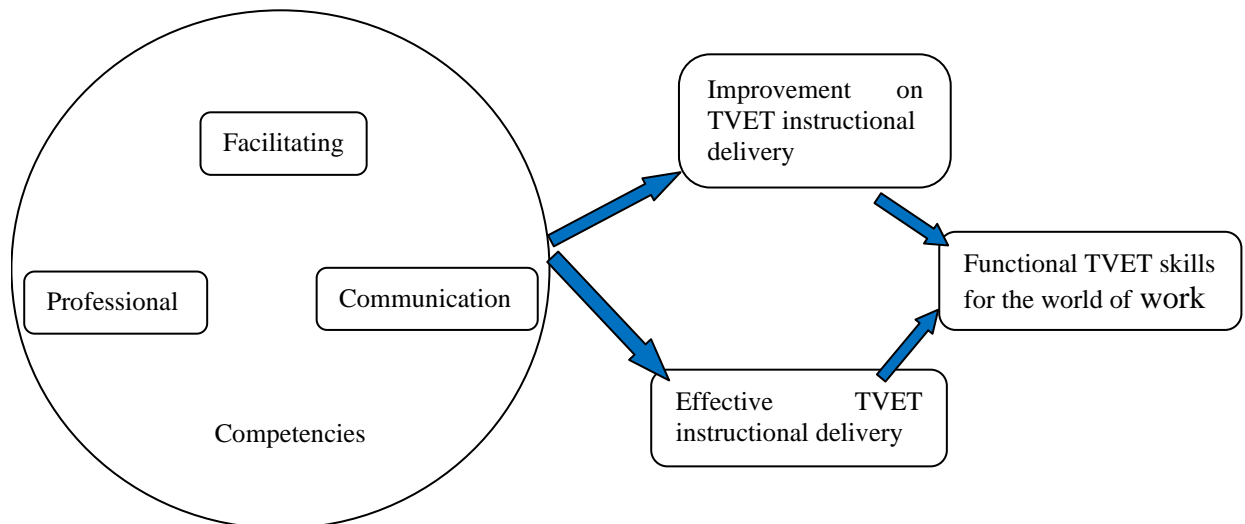 Facilitating
Professional
Communication
Competencies
Improvement on
TVET instructional
delivery
Effective TVET
instructional delivery
Functional TVET skills
for the world of work